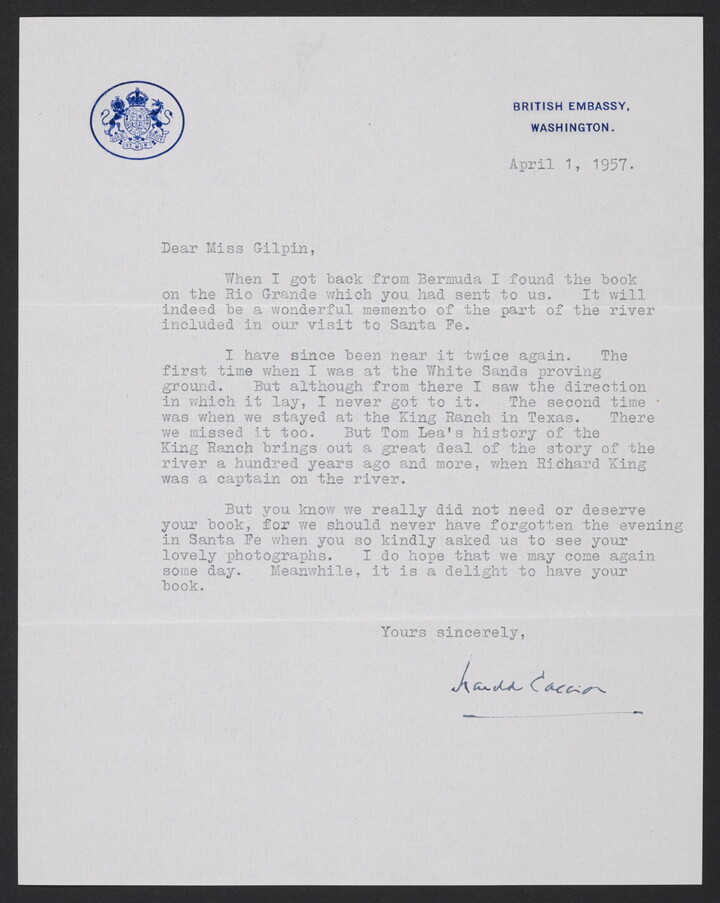 BRITISH EMBASSY,
WASHINGTON.
April 1, 1957.
Dear Miss Gilpin,
When I got back from Bermuda I found the book
on the Rio Grande which you had sent to us. It will
indeed be a wonderful memento of the part of the river
included in our visit to Santa Fe.
I have since been near it twice again. The
first time when I was at the White Sands proving
ground. But although from there I saw the direction
in which it lay, I never got to it. The second time
was when we stayed at the King Ranch in Texas. There
we missed it too. But Tom Lea's history of the
King Ranch brings out a great deal of the story of the
river a hundred years ago and more, when Richard King
was a captain on the river.
But you know we really did not need or deserve
your book, for we should never have forgotten the evening
in Santa Fe when you so kindly asked us to see your
lovely photographs. I do hope that we may come again
some day. Meanwhile, it is a delight to have your
book.
Yours sincerely,